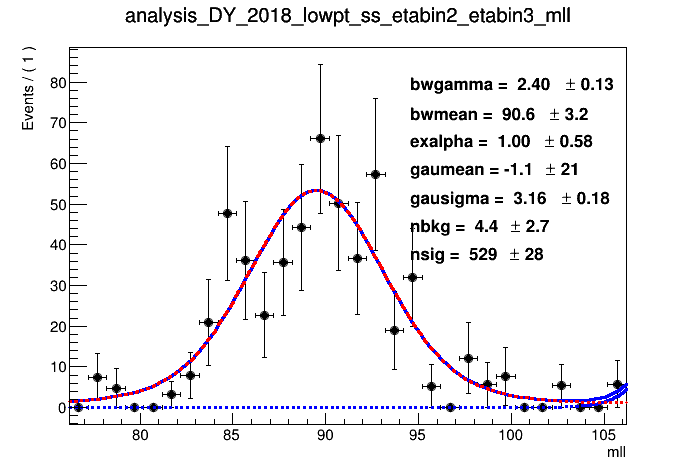 analysis_DY_2018_lowpt_ss_etabin2_etabin3_mll
Events / ( 1 )
80
70
60
50
40
30
20
10
0
bwgamma = 2.40 ± 0.13
bwmean = 90.6 ± 3.2
exalpha = 1.00 ± 0.58
gaumean = -1.1 ± 21
gausigma = 3.16 ± 0.18
nbkg = 4.4 ± 2.7
nsig = 529 ± 28
80 85 90 95 100 105
mll